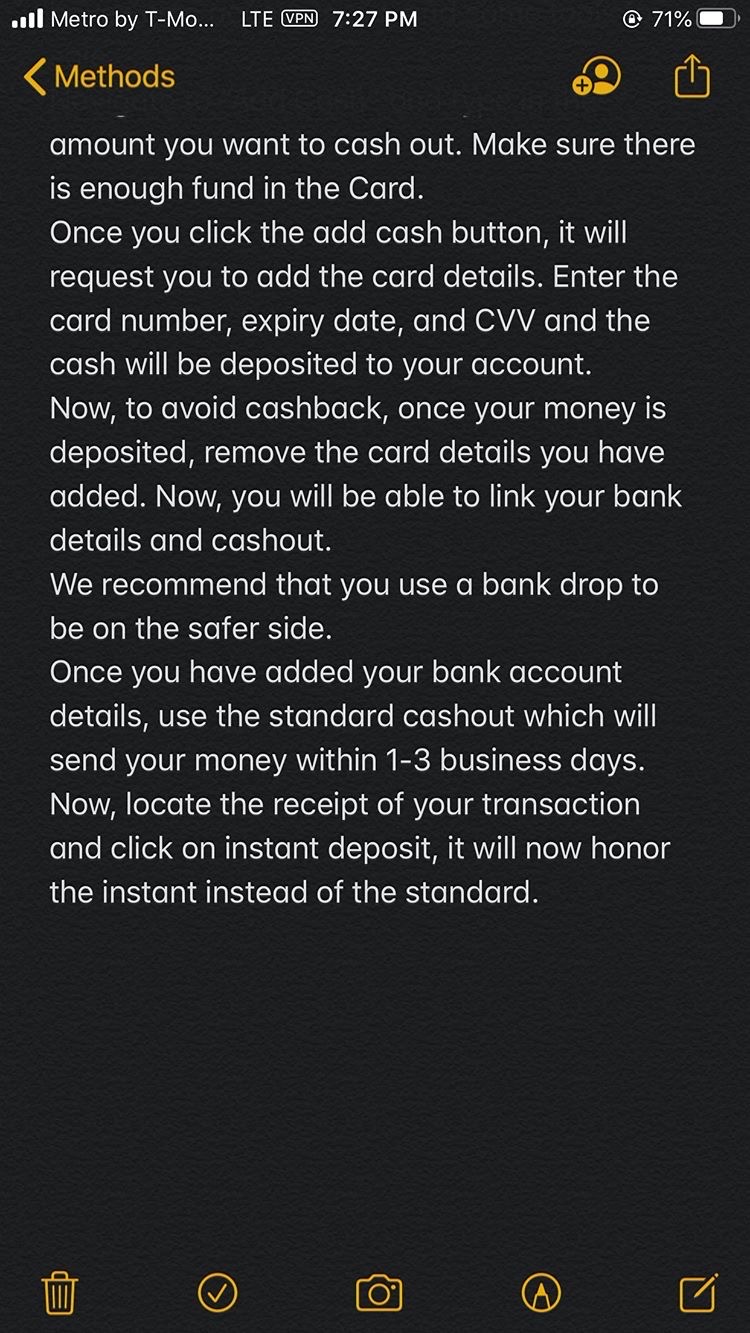 Metro by T-Mo... LTE VPN 7:27 PM 71%
Methods
amount you want to cash out. Make sure there
is enough fund in the Card.
Once you click the add cash button, it will
request you to add the card details. Enter the
card number, expiry date, and CVV and the
cash will be deposited to your account.
Now, to avoid cashback, once your money is
deposited, remove the card details you have
added. Now, you will be able to link your bank
details and cashout.
We recommend that you use a bank drop to
be on the safer side.
Once you have added your bank account
details, use the standard cashout which will
send your money within 1-3 business days.
Now, locate the receipt of your transaction
and click on instant deposit, it will now honor
the instant instead of the standard.